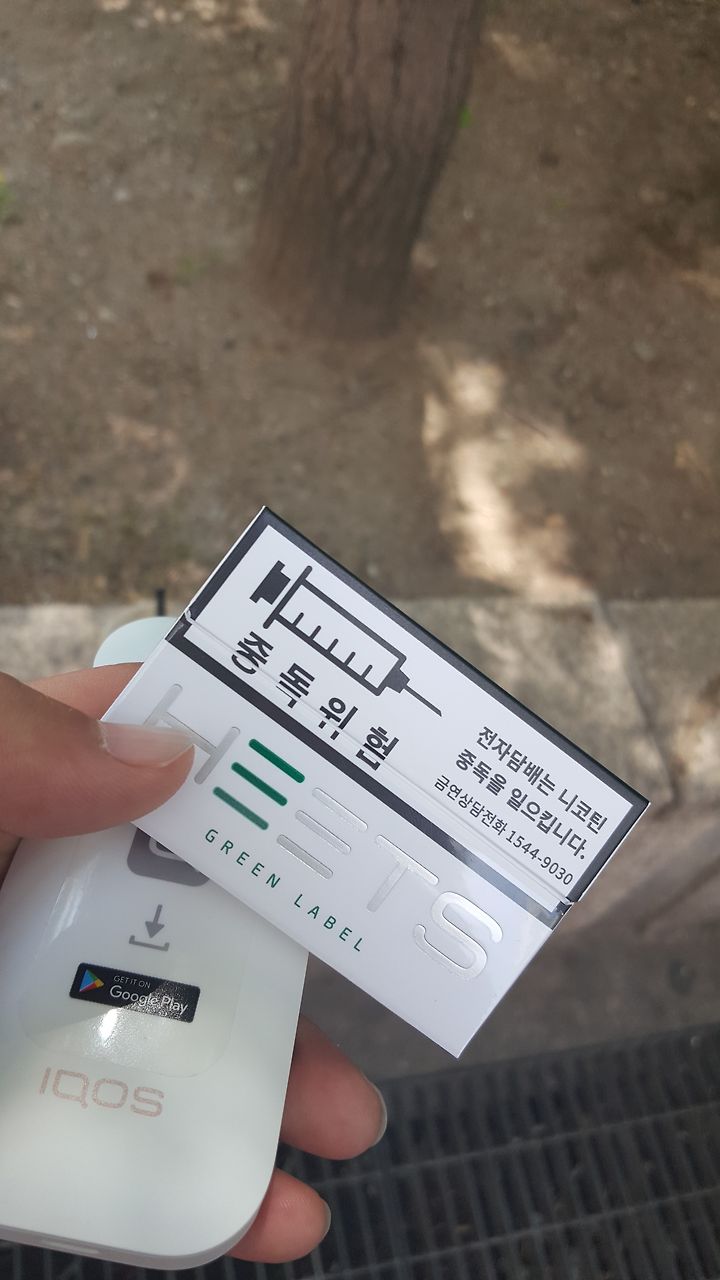 중독위험
전자담배는 니코틴
중독을 일으킵니다.
금연상담전화 1544-9030
HEETS
GREEN LABEL
GET IT ON
Google Play
IQOS